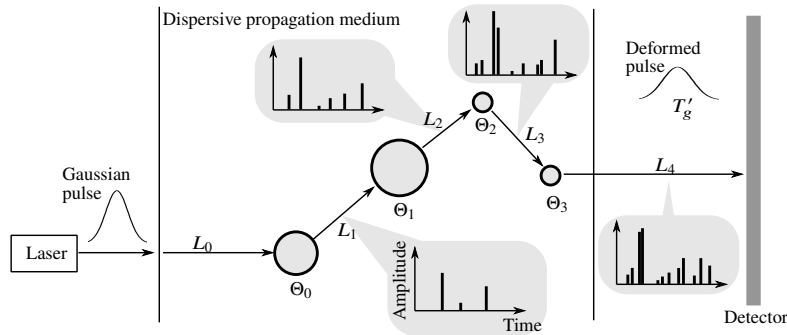 Dispersive propagation medium
Deformed
pulse
T′g
L2
Θ2
L3
Θ1
Gaussian
pulse
Θ3
L4
L0
L1
Laser
Θ0
Amplitude
Time
Detector